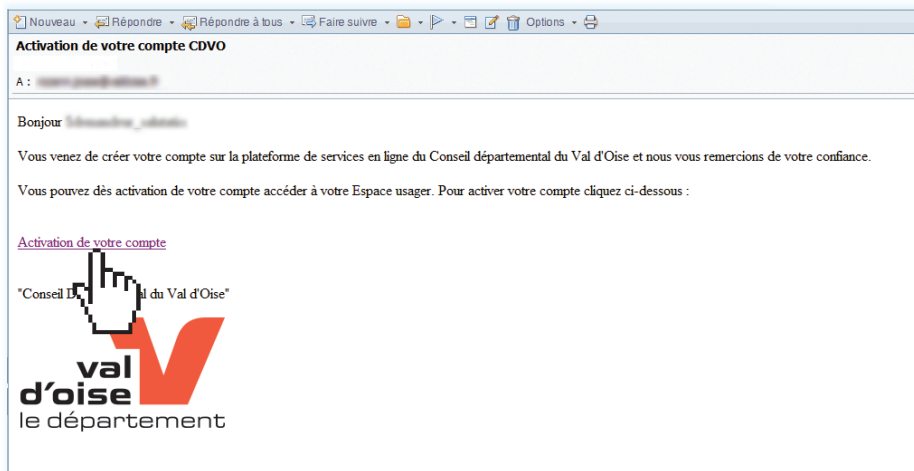 Nouveau Répondre Répondre à tous Faire suivre Options
Activation de votre compte CDVO
A :
Bonjour
Vous venez de créer votre compte sur la plateforme de services en ligne du Conseil départemental du Val d'Oise et nous vous remercions de votre confiance.
Vous pouvez dès activation de votre compte accéder à votre Espace usager. Pour activer votre compte cliquez ci-dessous :
Activation de votre compte
"Conseil du Val d'Oise"
val
d'oise
le département